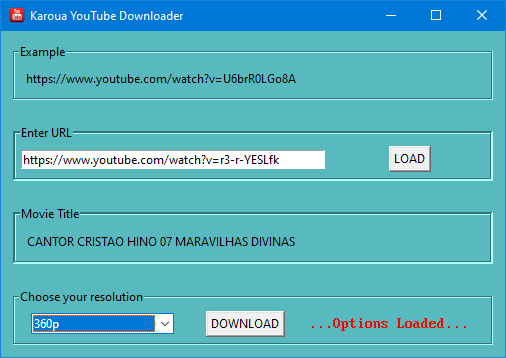 Karoua YouTube Downloader
Example
https://www.youtube.com/watch?v=U6brR0LGo8A
Enter URL
https://www.youtube.com/watch?v=r3-r-YESLfk
LOAD
Movie Title
CANTOR CRISTAO HINO 07 MARAVILHAS DIVINAS
Choose your resolution
360p
DOWNLOAD
...Options Loaded...